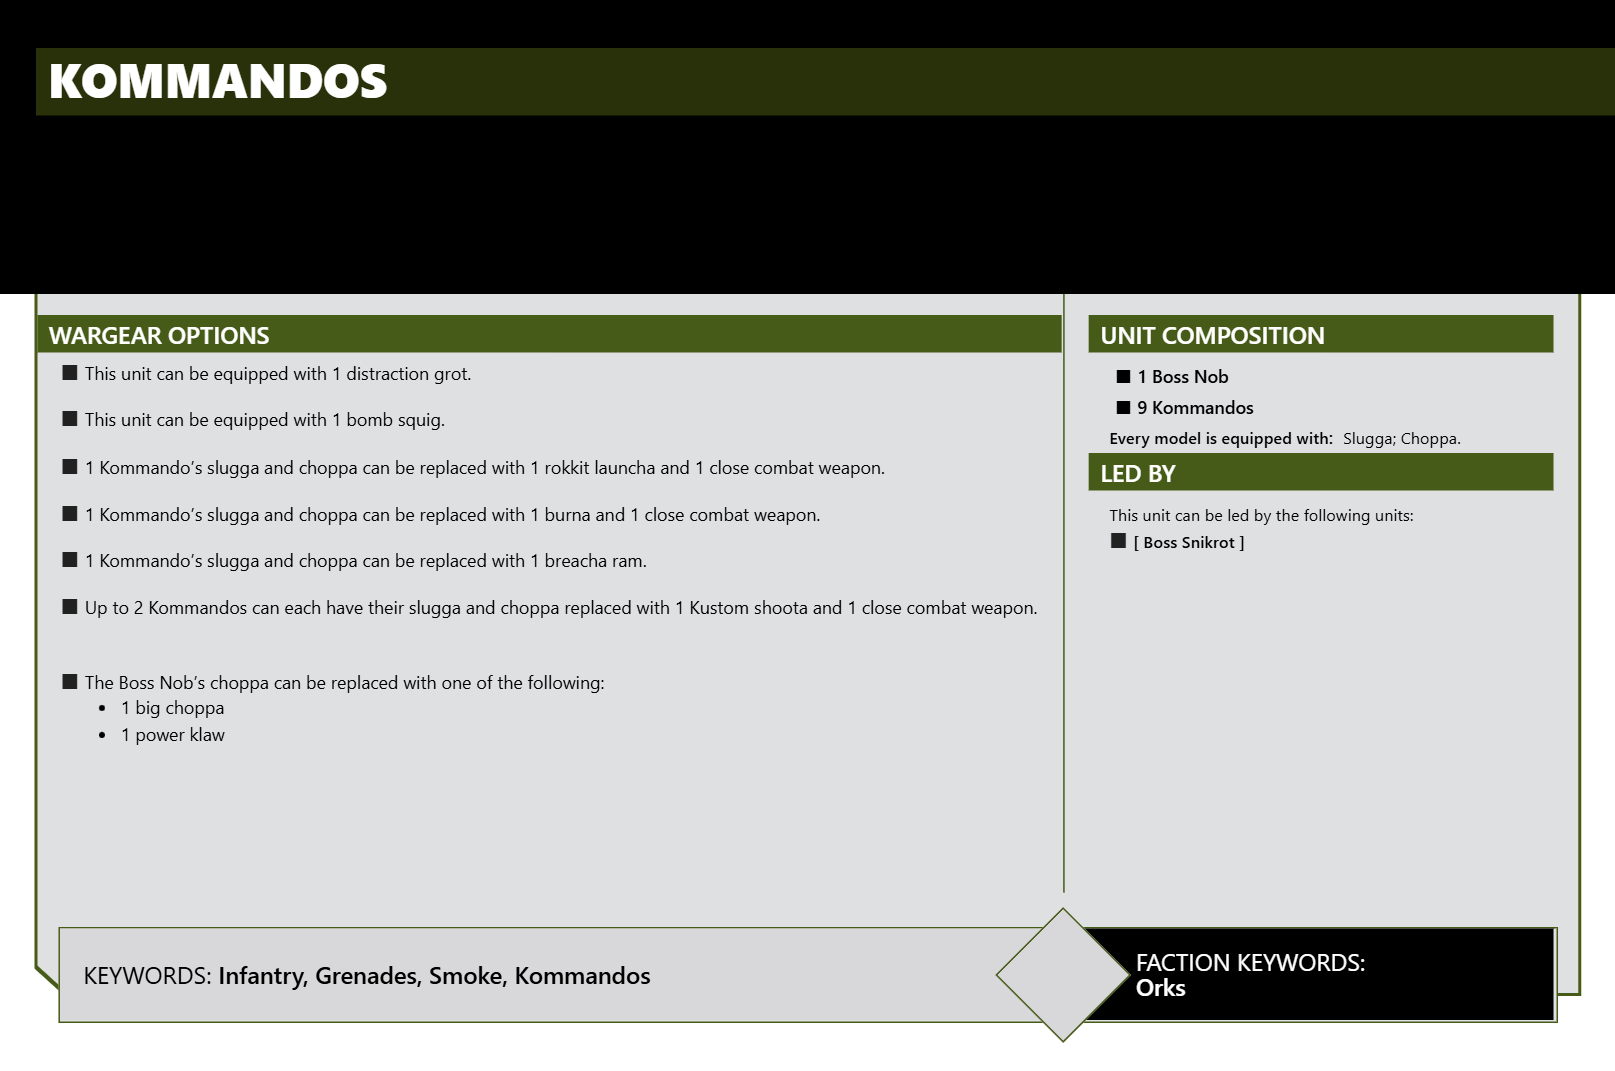 KOMMANDOS
WARGEAR OPTIONS
This unit can be equipped with 1 distraction grot.
This unit can be equipped with 1 bomb squig.
1 Kommando’s slugga and choppa can be replaced with 1 rokkit launcha and 1 close combat weapon.
1 Kommando’s slugga and choppa can be replaced with 1 burna and 1 close combat weapon.
1 Kommando’s slugga and choppa can be replaced with 1 breacha ram.
Up to 2 Kommandos can each have their slugga and choppa replaced with 1 Kustom shoota and 1 close combat weapon.
The Boss Nob’s choppa can be replaced with one of the following:
• 1 big choppa
• 1 power klaw
UNIT COMPOSITION
1 Boss Nob
9 Kommandos
Every model is equipped with: Slugga; Choppa.
LED BY
This unit can be led by the following units:
[ Boss Snikrot ]
KEYWORDS: Infantry, Grenades, Smoke, Kommandos
FACTION KEYWORDS:
Orks